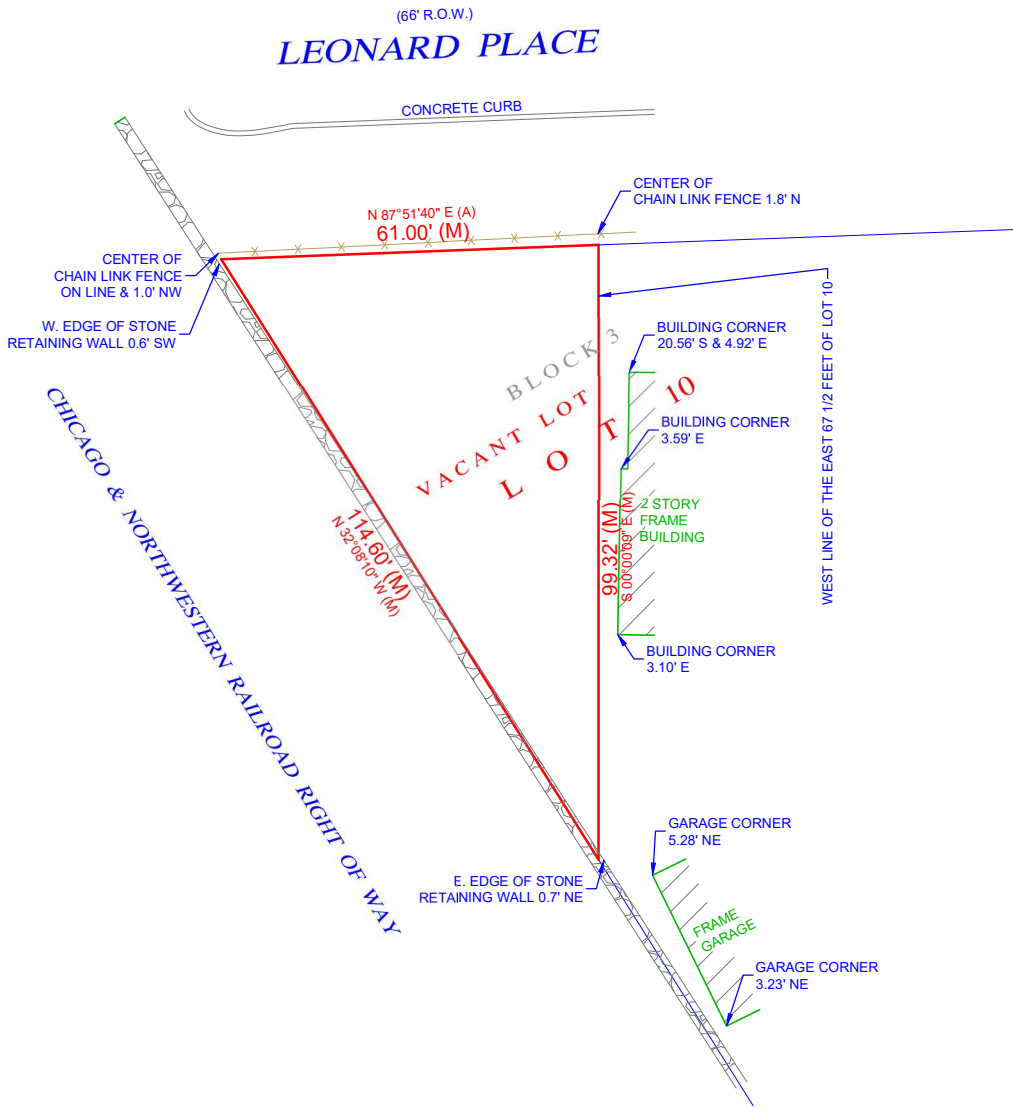 (66' R.O.W.)
LEONARD PLACE
CONCRETE CURB
CENTER OF
CHAIN LINK FENCE 1.8' N
N 87°51'40" E (A)
61.00' (M)
CENTER OF
CHAIN LINK FENCE
ON LINE & 1.0' NW
W. EDGE OF STONE
RETAINING WALL 0.6' SW
WEST LINE OF THE EAST 67 1/2 FEET OF LOT 10
BLOCK 3
VACANT LOT
LOT 10
BUILDING CORNER
20.56' S & 4.92' E
BUILDING CORNER
3.59' E
2 STORY
FRAME
BUILDING
99.32' (M)
S 00°00'09" E (M)
114.60' (M)
N 32°08'10" W (M)
BUILDING CORNER
3.10' E
CHICAGO & NORTHWESTERN RAILROAD RIGHT OF WAY
GARAGE CORNER
5.28' NE
E. EDGE OF STONE
RETAINING WALL 0.7' NE
FRAME
GARAGE
GARAGE CORNER
3.23' NE